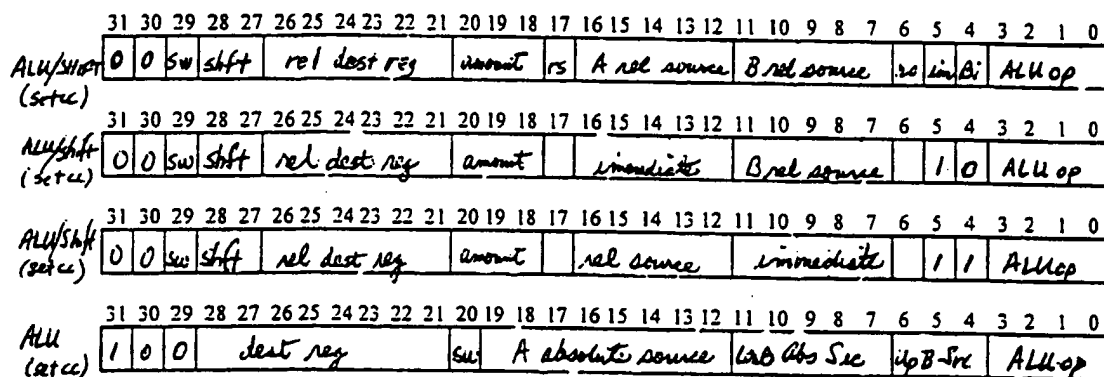 31 30 29 28 27 26 25 24 23 22 21 20 19 18 17 16 15 14 13 12 11 10 9 8 7 6 5 4 3 2 1 0
ALU/Shift 0 0 sw shft rel dest reg amount rs A rel source B rel source im Bi ALU op
(setcc)
31 30 29 28 27 26 25 24 23 22 21 20 19 18 17 16 15 14 13 12 11 10 9 8 7 6 5 4 3 2 1 0
ALU/shift 0 0 sw shft rel dest reg amount immediate B rel source 1 0 ALU op
(setcc)
31 30 29 28 27 26 25 24 23 22 21 20 19 18 17 16 15 14 13 12 11 10 9 8 7 6 5 4 3 2 1 0
ALU/Shift 0 0 sw shft rel dest reg amount rel source immediate 1 1 ALU op
(setcc)
31 30 29 28 27 26 25 24 23 22 21 20 19 18 17 16 15 14 13 12 11 10 9 8 7 6 5 4 3 2 1 0
ALU 1 0 0 dest reg sw A absolute source B Abs Src B-Src ALU-op
(setcc)